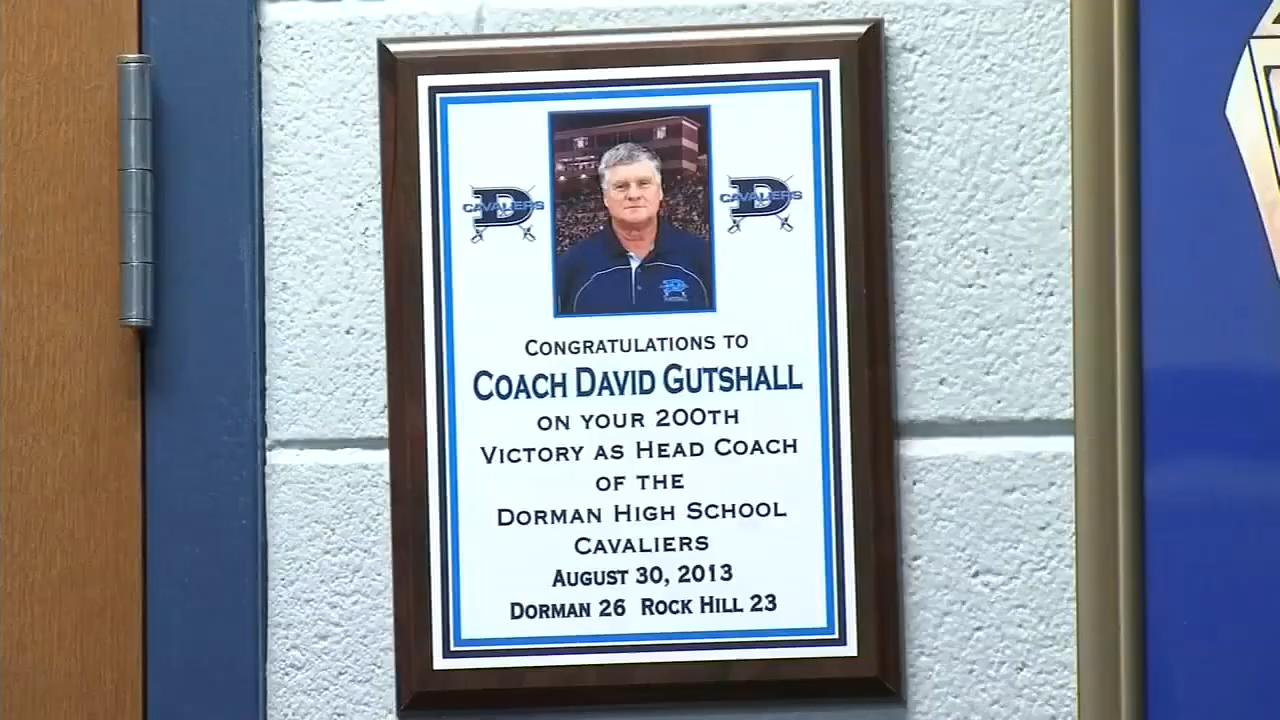 CAVALIERS
D
CAVALIERS
D
CONGRATULATIONS TO
COACH DAVID GUTSHALL
ON YOUR 200TH
VICTORY AS HEAD COACH
OF THE
DORMAN HIGH SCHOOL
CAVALIERS
AUGUST 30, 2013
DORMAN 26 ROCK HILL 23